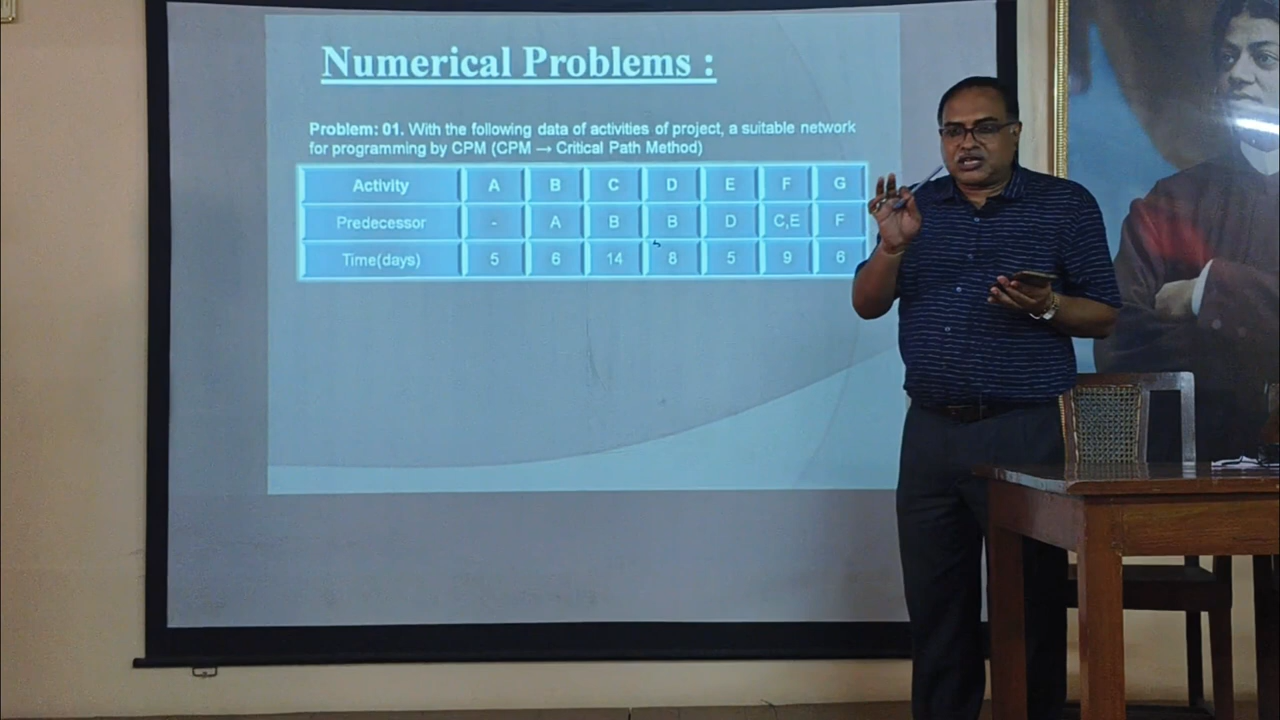 Numerical Problems :
Problem: 01. With the following data of activities of project, a suitable network
for programming by CPM (CPM → Critical Path Method)
Activity A B C D E F G
Predecessor - A B B D C,E F
Time(days) 5 6 14 8 5 9 6